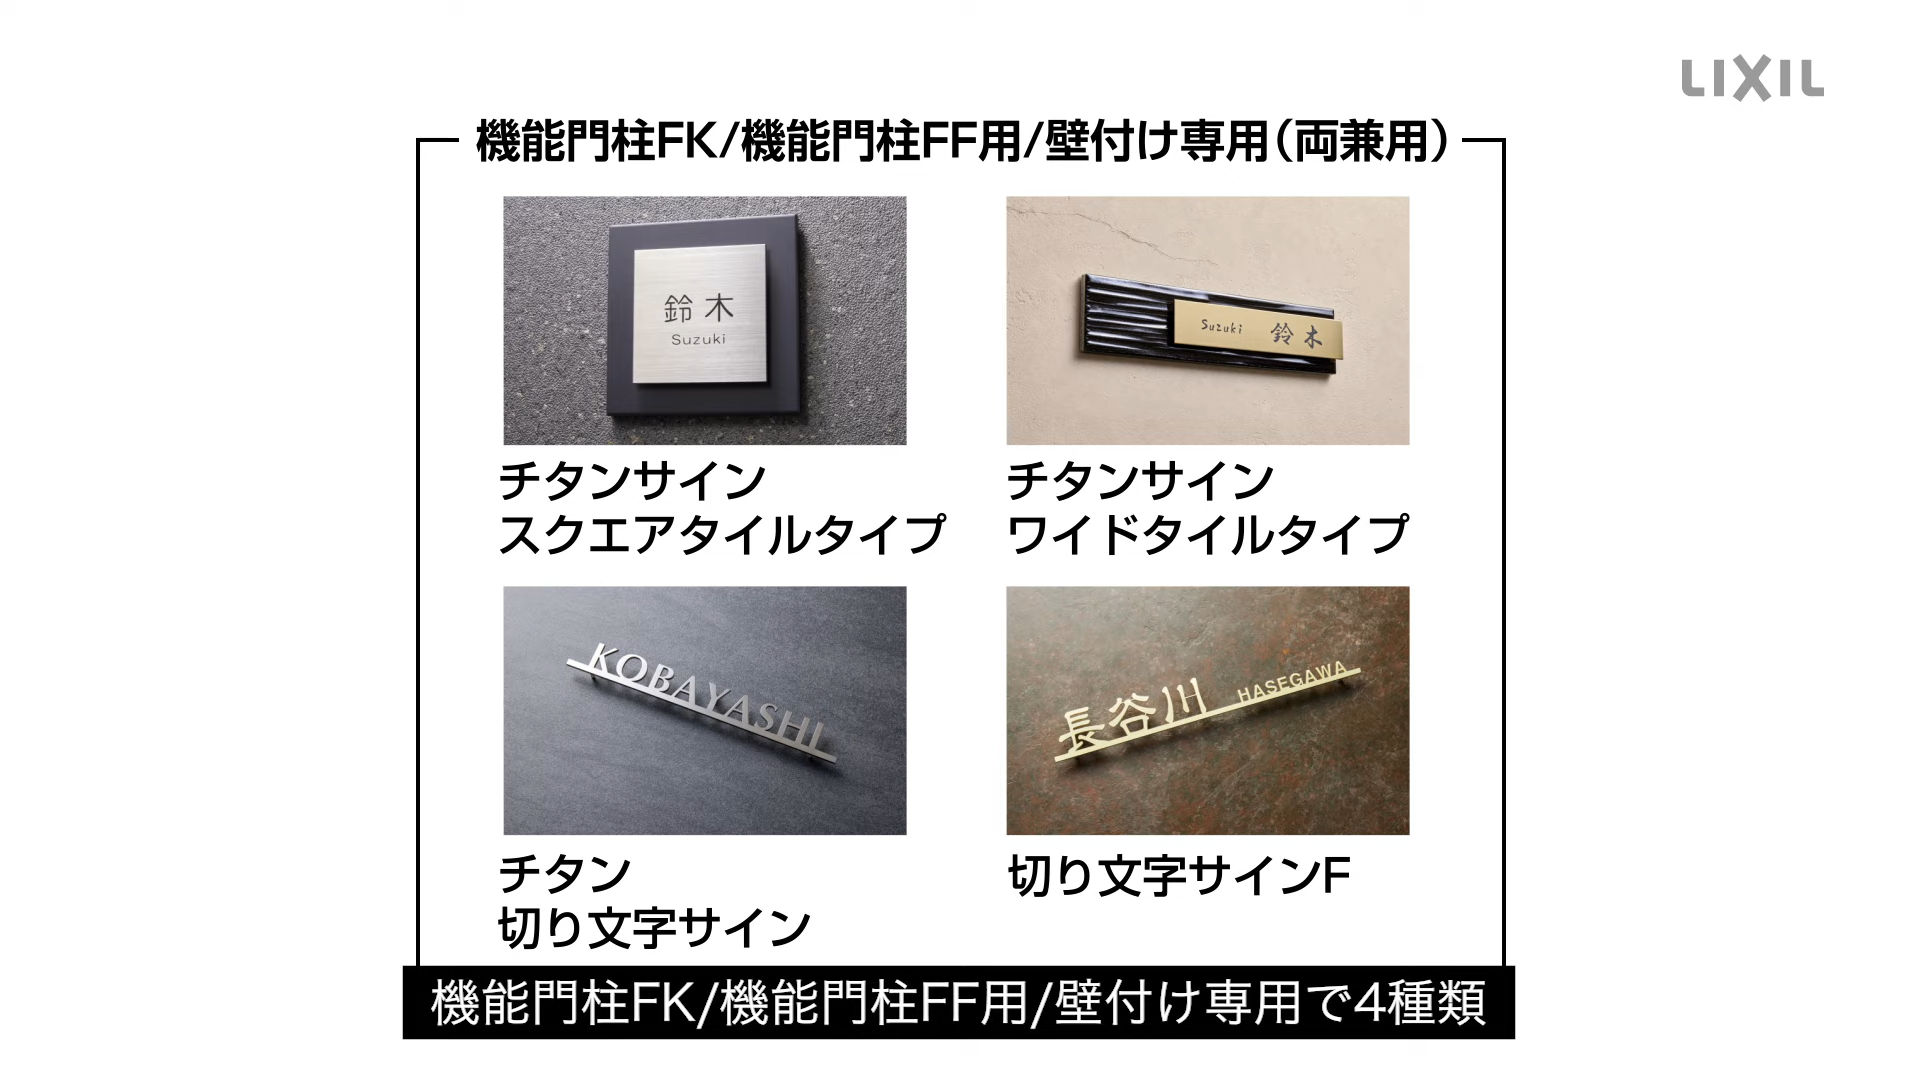 LIXIL
機能門柱FK/機能門柱FF用/壁付け専用(両兼用)
鈴木
Suzuki
Suzuki 鈴木
チタンサイン
スクエアタイルタイプ
チタンサイン
ワイドタイルタイプ
KOBAYASHI
長谷川 HASEGAWA
チタン
切り文字サイン
切り文字サインF
機能門柱FK/機能門柱FF用/壁付け専用で4種類